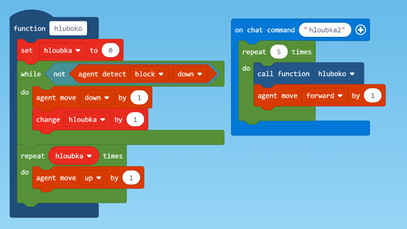 function hluboko
set hloubka to 0
while not agent detect block down
do
agent move down by 1
change hloubka by 1
repeat hloubka times
do
agent move up by 1
on chat command "hloubka2"
repeat 5 times
do
call function hluboko
agent move forward by 1